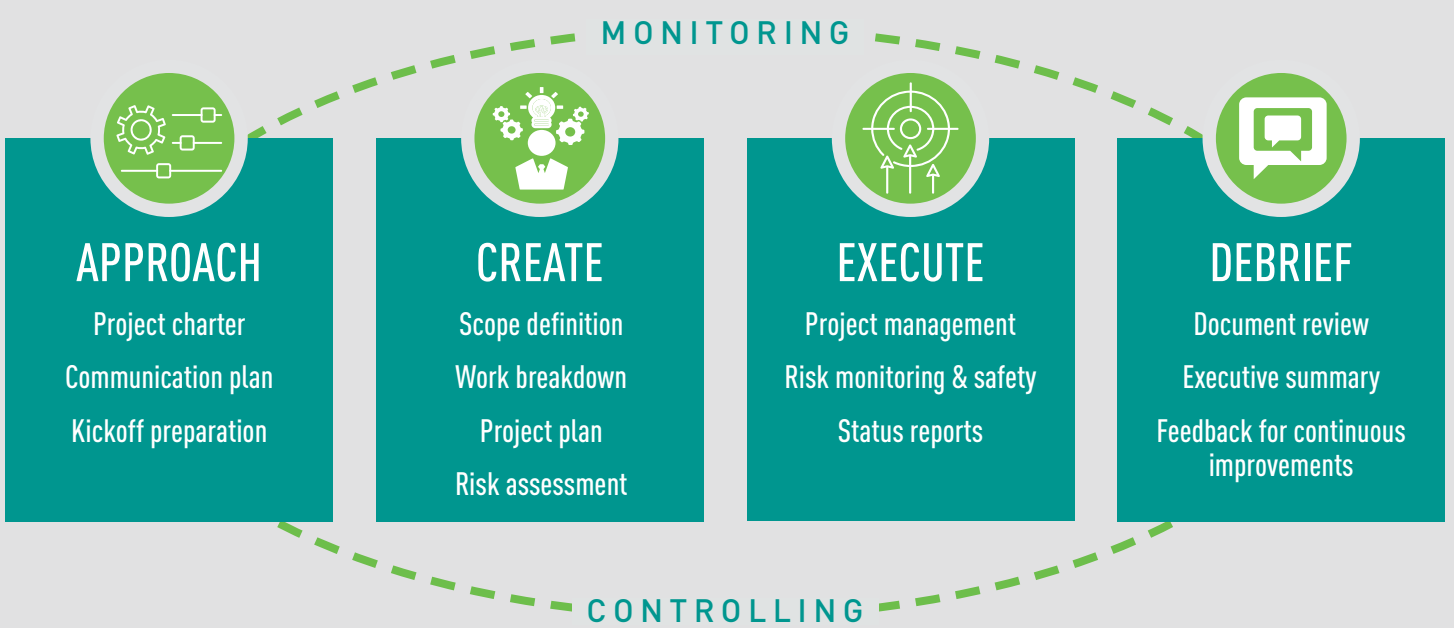 MONITORING
APPROACH
Project charter
Communication plan
Kickoff preparation
CREATE
Scope definition
Work breakdown
Project plan
Risk assessment
EXECUTE
Project management
Risk monitoring & safety
Status reports
DEBRIEF
Document review
Executive summary
Feedback for continuous
improvements
CONTROLLING